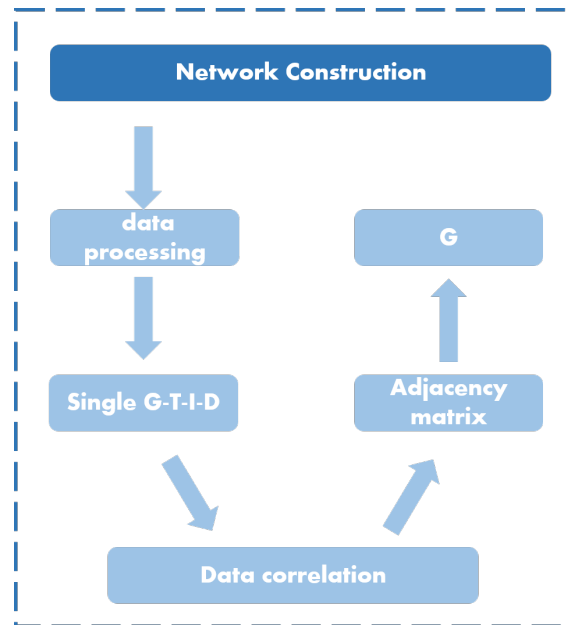 Network Construction
data
processing
G
Single G-T-I-D
Adjacency
matrix
Data correlation